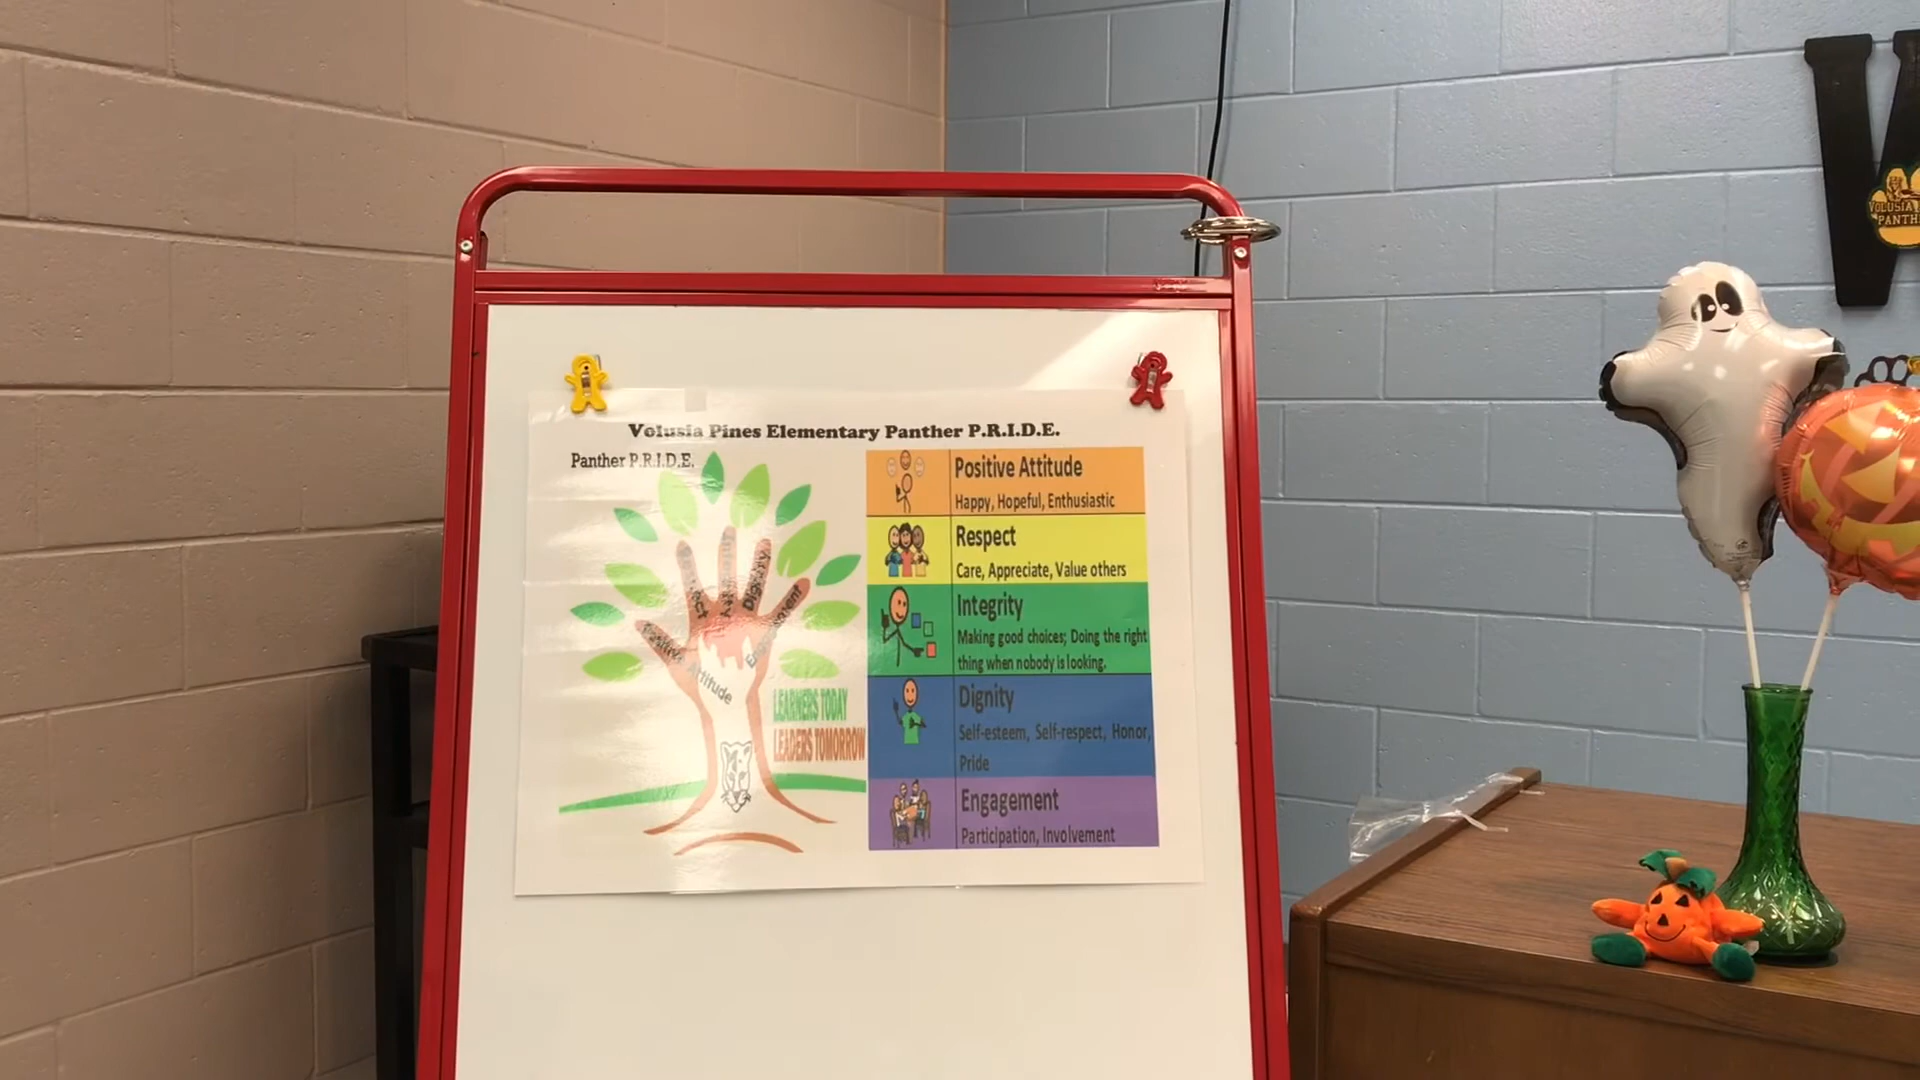 Volusia Pines Elementary Panther P.R.I.D.E.
Panther P.R.I.D.E.
Positive Attitude
Happy, Hopeful, Enthusiastic
Respect
Care, Appreciate, Value others
Integrity
Making good choices; Doing the right
thing when nobody is looking.
Dignity
Self-esteem, Self-respect, Honor,
Pride
Engagement
Participation, Involvement
Dignity
Attitude
LEARNERS TODAY
LEADERS TOMORROW
V
VOLUSIA